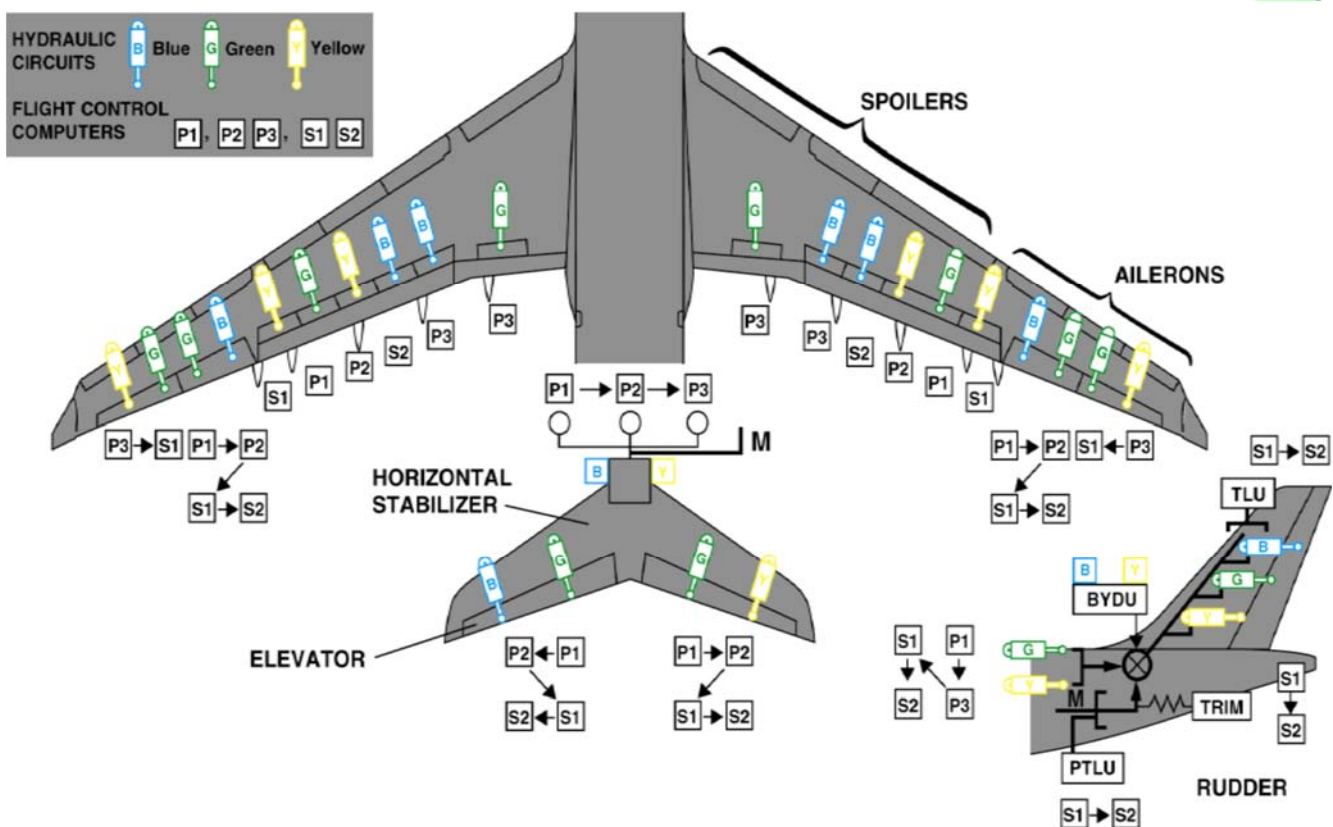 HYDRAULIC CIRCUITS B Blue G Green Y Yellow
FLIGHT CONTROL COMPUTERS P1, P2 P3, S1 S2
SPOILERS
AILERONS
Y G G B Y G Y B B G
G B B Y G Y B G G Y
S1 P1 P2 S2 P3 P3
P3 P3 S2 P2 P1 S1
P3 S1 P1 P2
S1 S2
P1 P2 P3
M
P1 P2 S1 P3
S1 S2
B Y
HORIZONTAL
STABILIZER
B G G Y
ELEVATOR
P2 P1
S2 S1
P1 P2
S1 S2
S1 S2
TLU
B
G
Y
B Y
BYDU
G
Y
S1 P1
S2 P3
M
TRIM
S1
S2
PTLU
S1 S2
RUDDER